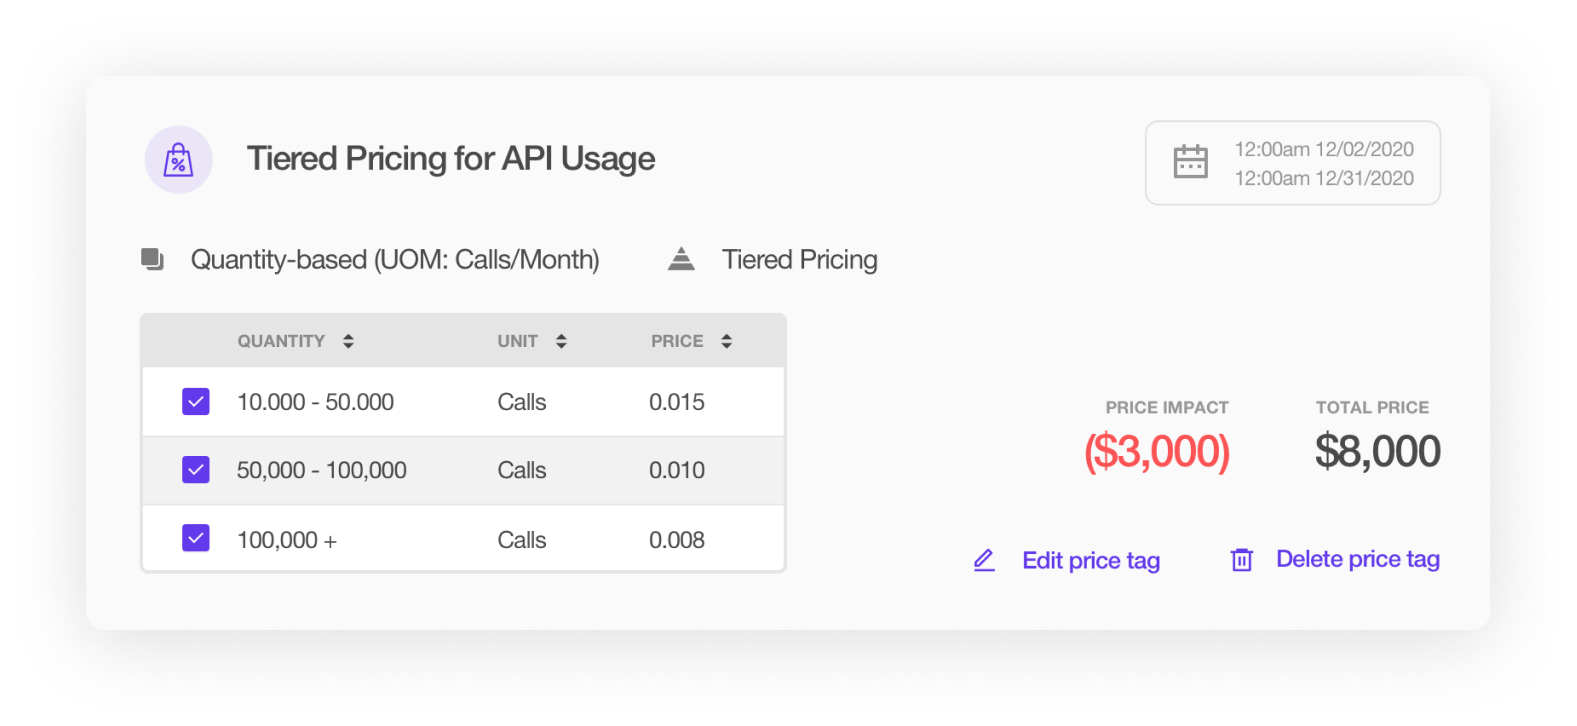 Tiered Pricing for API Usage
12:00am 12/02/2020
12:00am 12/31/2020
Quantity-based (UOM: Calls/Month) Tiered Pricing
QUANTITY UNIT PRICE
10.000 - 50.000 Calls 0.015
50,000 - 100,000 Calls 0.010
100,000 + Calls 0.008
PRICE IMPACT TOTAL PRICE
($3,000) $8,000
Edit price tag Delete price tag